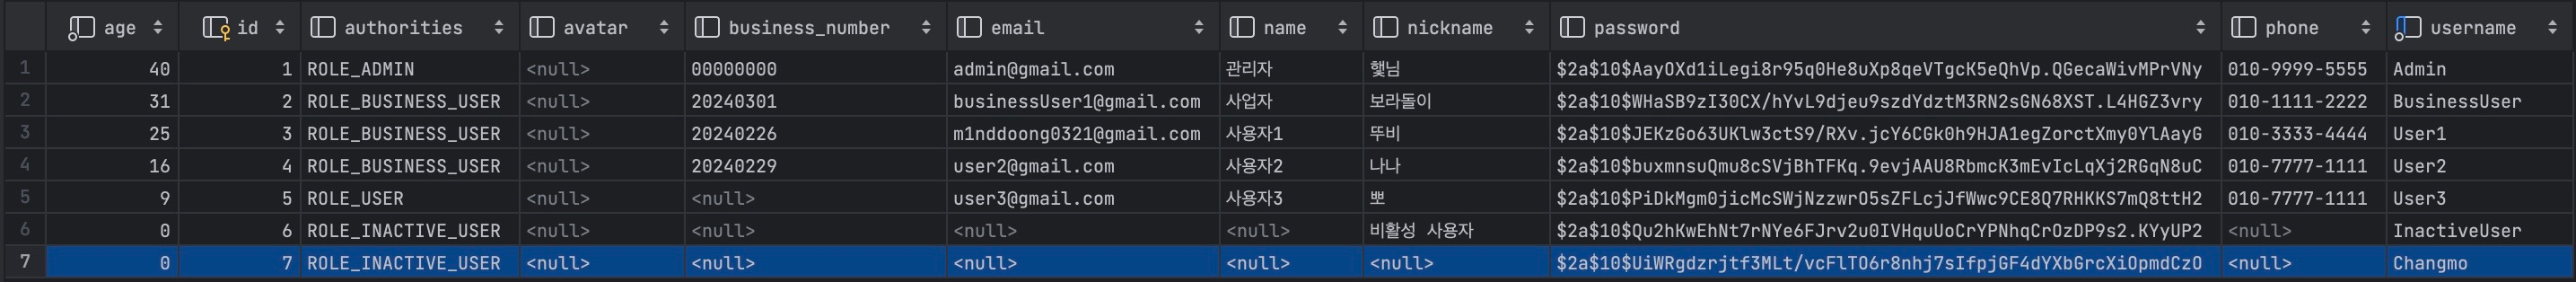 age id authorities avatar business_number email name nickname password phone username
1 40 1 ROLE_ADMIN <null> 00000000 admin@gmail.com 관리자 햋님 $2a$10$AayOXd1iLegi8r95q0He8uXp8qeVTgcK5eQhVp.QGecaWivMPrVNy 010-9999-5555 Admin
2 31 2 ROLE_BUSINESS_USER <null> 20240301 businessUser1@gmail.com 사업자 보라돌이 $2a$10$WHaSB9zI30CX/hYvL9djeu9szdYdztM3RN2sGN68XST.L4HGZ3vry 010-1111-2222 BusinessUser
3 25 3 ROLE_BUSINESS_USER <null> 20240226 m1nddoong0321@gmail.com 사용자1 뚜비 $2a$10$JEKzGo63UKlw3ctS9/RXv.jcY6CGk0h9HJA1egZorctXmy0YlAayG 010-3333-4444 User1
4 16 4 ROLE_BUSINESS_USER <null> 20240229 user2@gmail.com 사용자2 나나 $2a$10$buxmnsuQmu8cSVjBhTFKq.9evjAAU8RbmcK3mEvIcLqXj2RGqN8uC 010-7777-1111 User2
5 9 5 ROLE_USER <null> <null> user3@gmail.com 사용자3 뽀 $2a$10$PiDkMgm0jicMcSWjNzzwrO5sZFLcjJfWwc9CE8Q7RHKKS7mQ8ttH2 010-7777-1111 User3
6 0 6 ROLE_INACTIVE_USER <null> <null> <null> <null> 비활성 사용자 $2a$10$Qu2hKwEhNt7rNYe6FJrv2u0IVHquUoCrYPNhqCrOzDP9s2.KYyUP2 <null> InactiveUser
7 0 7 ROLE_INACTIVE_USER <null> <null> <null> <null> <null> $2a$10$UiWRgdzrjtf3MLt/vcFlTO6r8nhj7sIfpjGF4dYXbGrcXiOpmdCzO <null> Changmo